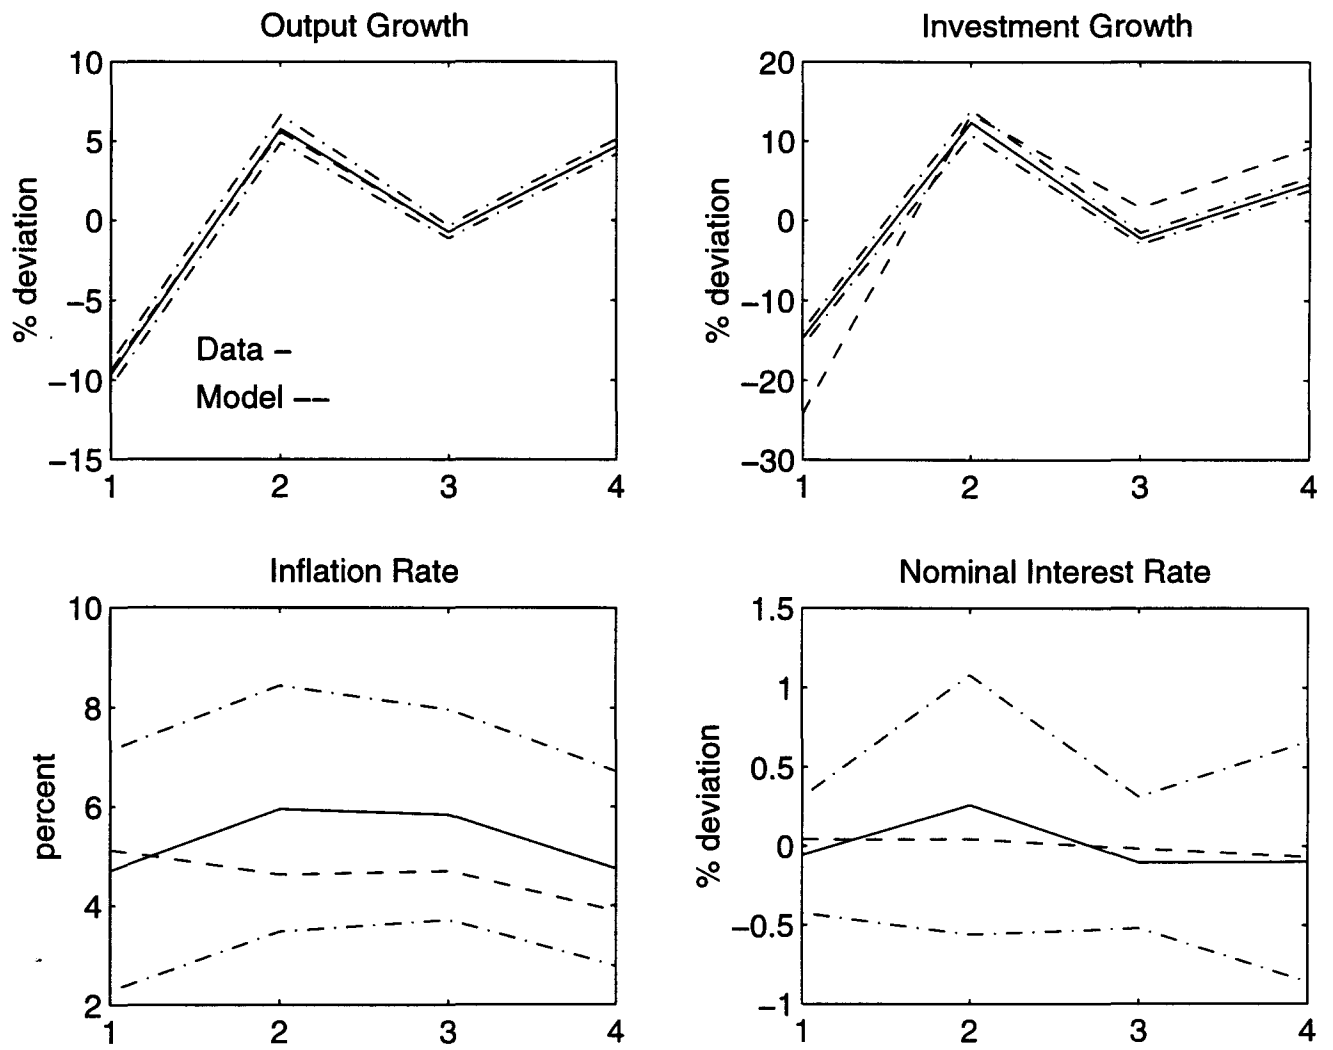 Output Growth
10
5
0
−5
−10
−15
% deviation
Data −
Model −−
1 2 3 4
Investment Growth
20
10
0
−10
−20
−30
% deviation
1 2 3 4
Inflation Rate
10
8
6
4
2
percent
1 2 3 4
Nominal Interest Rate
1.5
1
0.5
0
−0.5
−1
% deviation
1 2 3 4